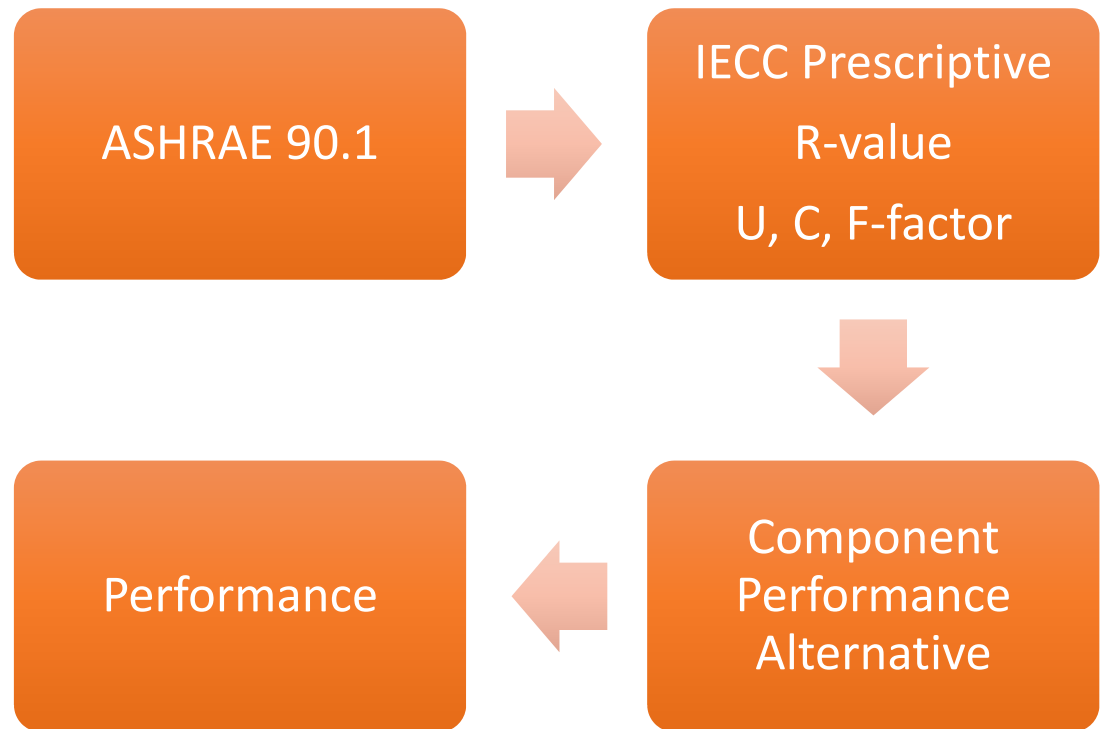 ASHRAE 90.1
IECC Prescriptive
R-value
U, C, F-factor
Component
Performance
Alternative
Performance